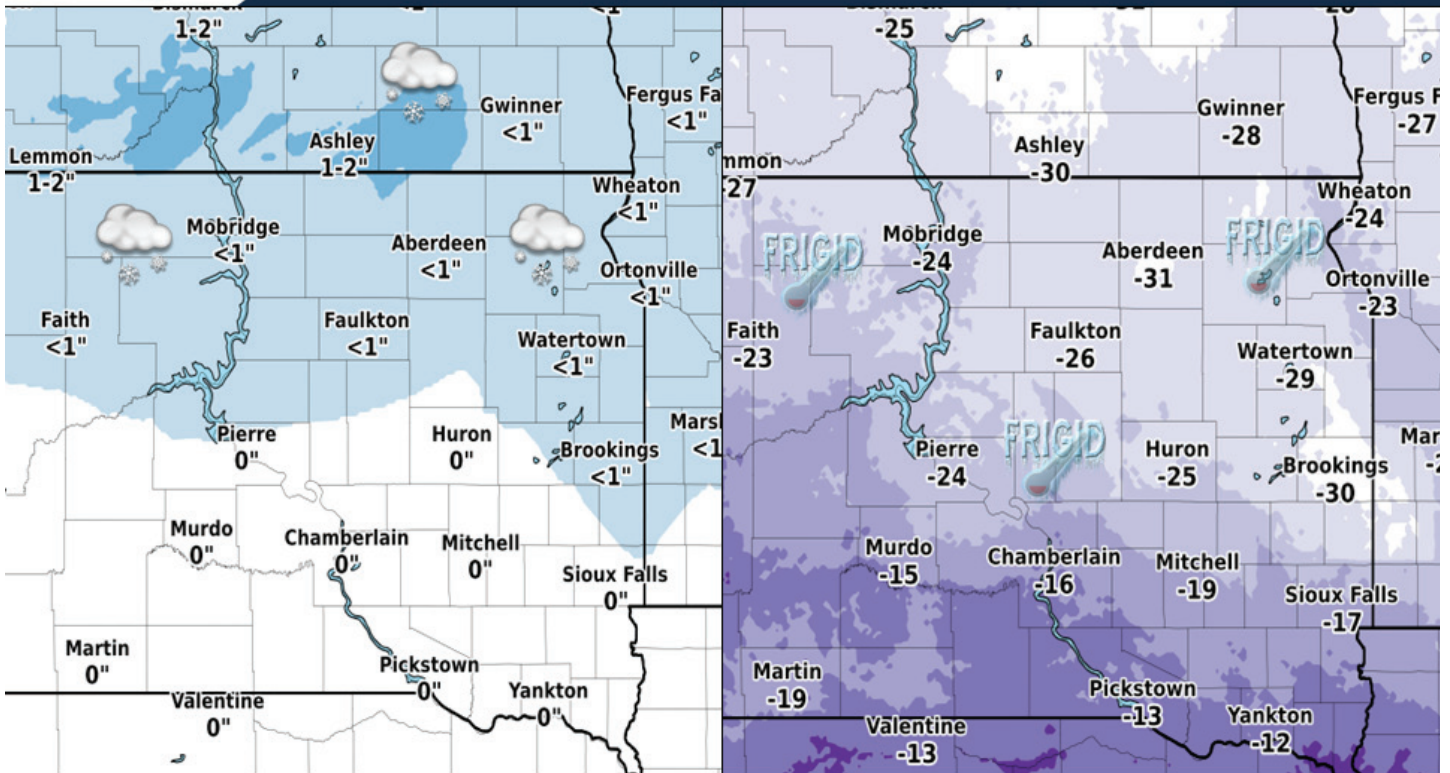 1-2"
<1"
Gwinner
<1"
Fergus Fa
<1"
Ashley
1-2"
Lemmon
1-2"
Wheaton
<1"
Mobridge
<1"
Aberdeen
<1"
Ortonville
<1"
Faith
<1"
Faulkton
<1"
Watertown
<1"
Pierre
0"
Huron
0"
Mars
<1
Brookings
<1"
Murdo
0"
Chamberlain
0"
Mitchell
0"
Sioux Falls
0"
Martin
0"
Pickstown
0"
Valentine
0"
Yankton
0"
-25
Gwinner
-28
Fergus F
-27
Ashley
-30
mmon
-27
Wheaton
-24
FRIGID
Mobridge
-24
Aberdeen
-31
FRIGID
Ortonville
-23
Faith
-23
Faulkton
-26
Watertown
-29
Pierre
-24
FRIGID
Huron
-25
Mar
Brookings
-30
Murdo
-15
Chamberlain
-16
Mitchell
-19
Sioux Falls
-17
Martin
-19
Pickstown
-13
Valentine
-13
Yankton
-12